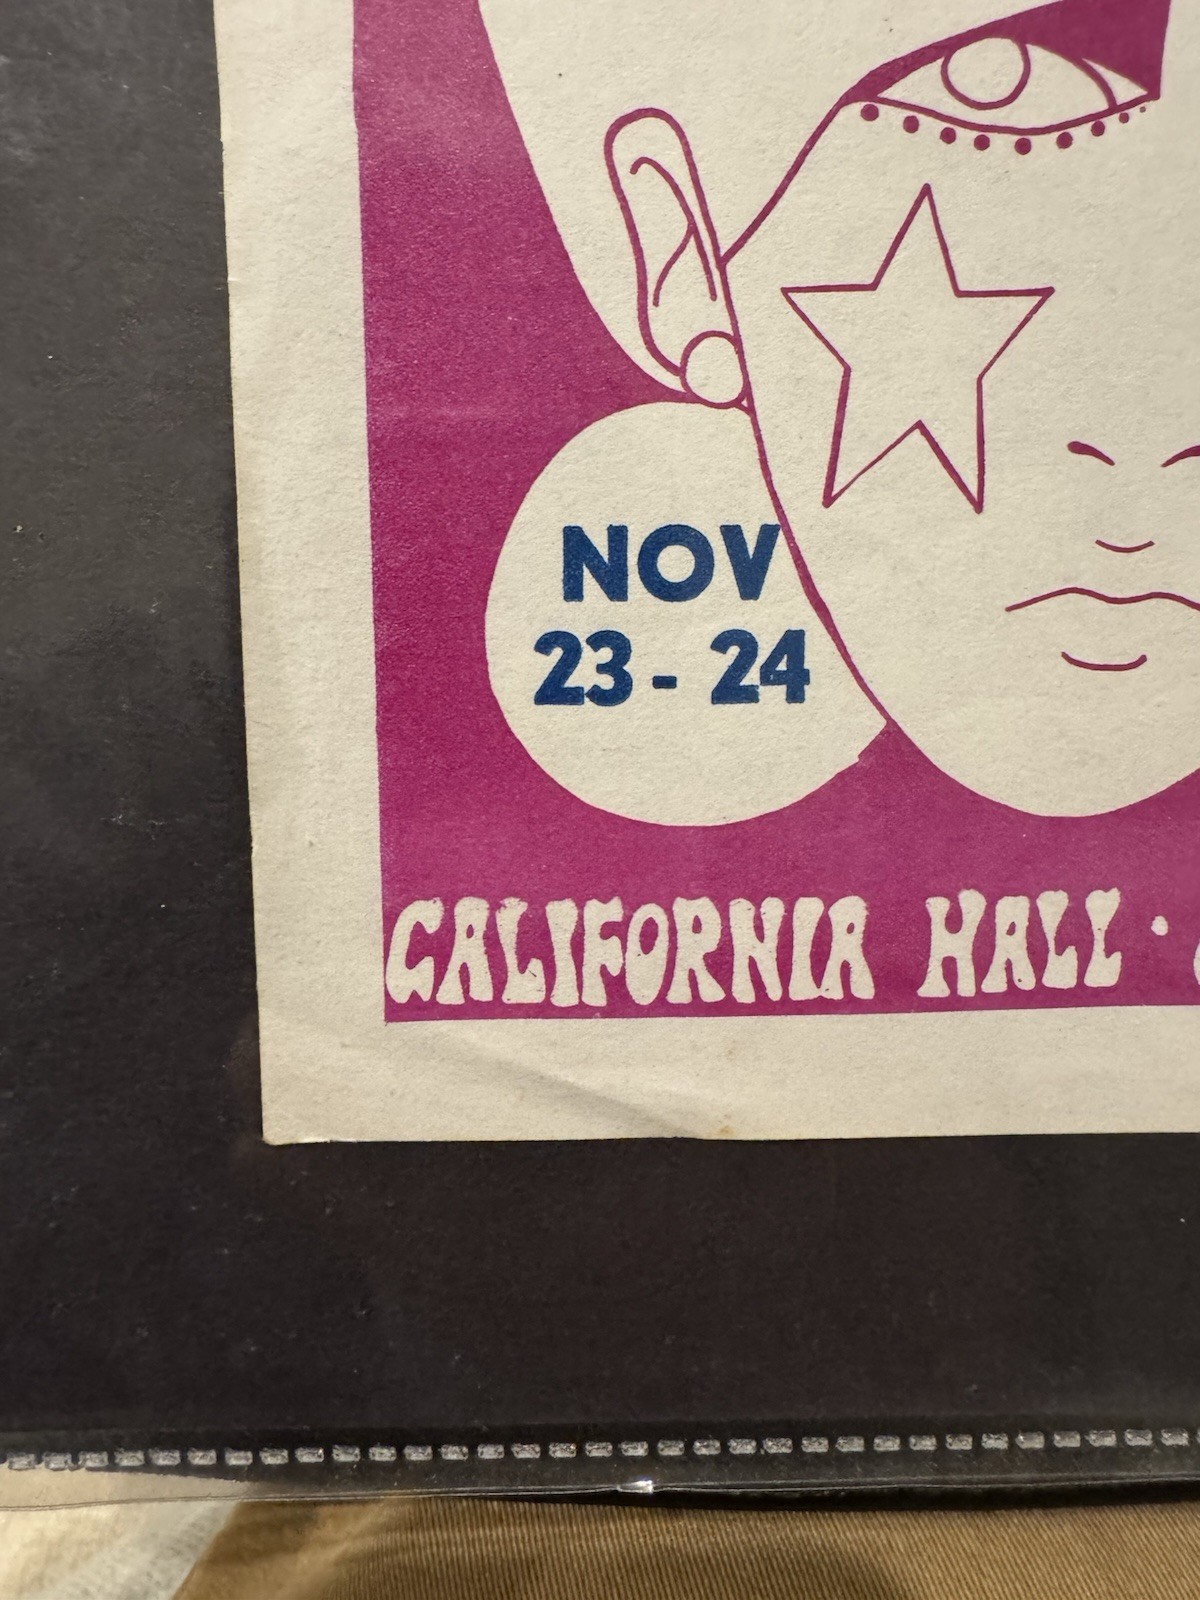 NOV
23 - 24
CALIFORNIA HALL ·